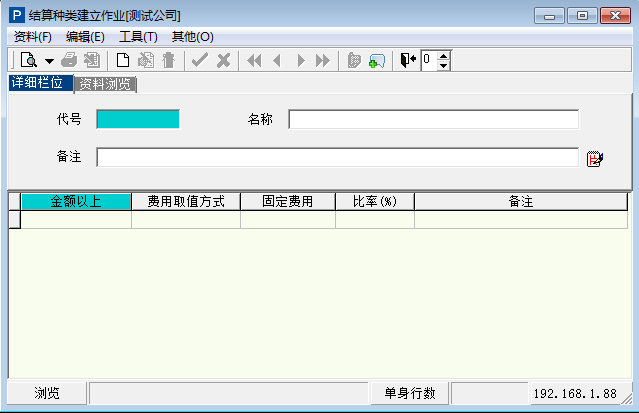 P 结算种类建立作业[测试公司]
资料(F) 编辑(E) 工具(T) 其他(O)
0
详细栏位 资料浏览
代号 名称
备注
金额以上 费用取值方式 固定费用 比率(%) 备注
浏览 单身行数 192.168.1.88